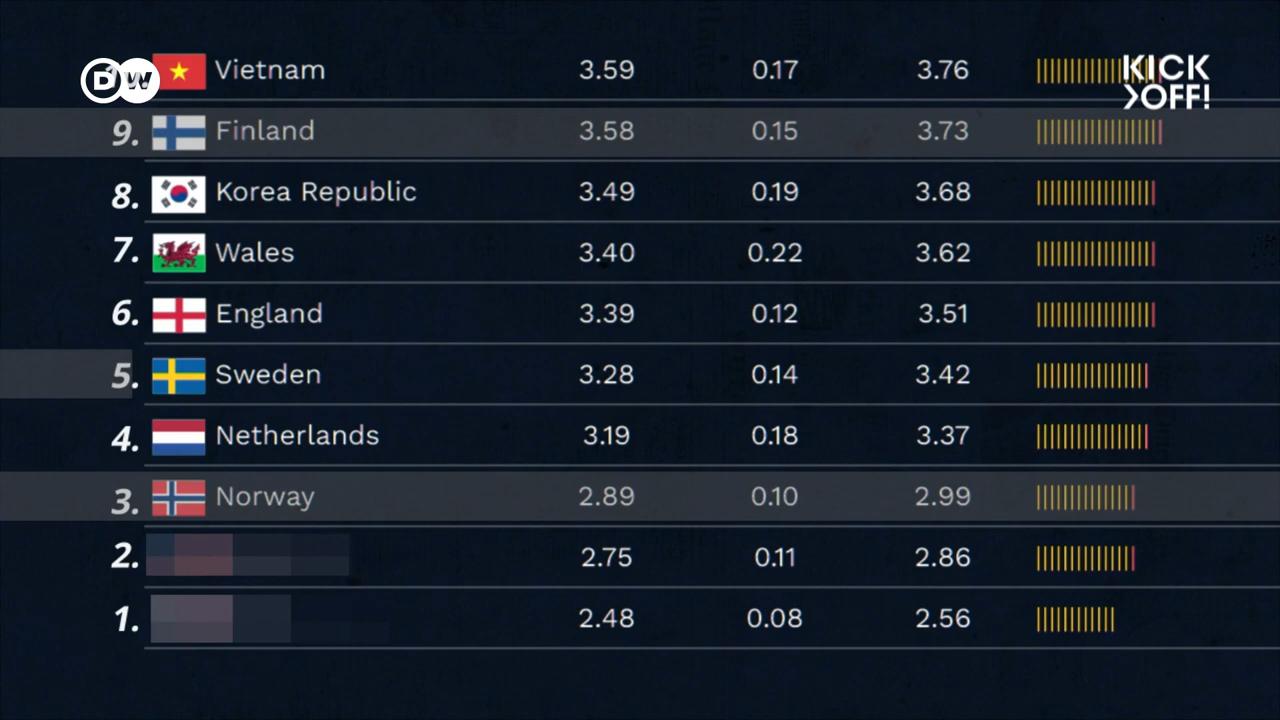 DW
KICK
OFF!
Vietnam 3.59 0.17 3.76
9. Finland 3.58 0.15 3.73
8. Korea Republic 3.49 0.19 3.68
7. Wales 3.40 0.22 3.62
6. England 3.39 0.12 3.51
5. Sweden 3.28 0.14 3.42
4. Netherlands 3.19 0.18 3.37
3. Norway 2.89 0.10 2.99
2. 2.75 0.11 2.86
1. 2.48 0.08 2.56